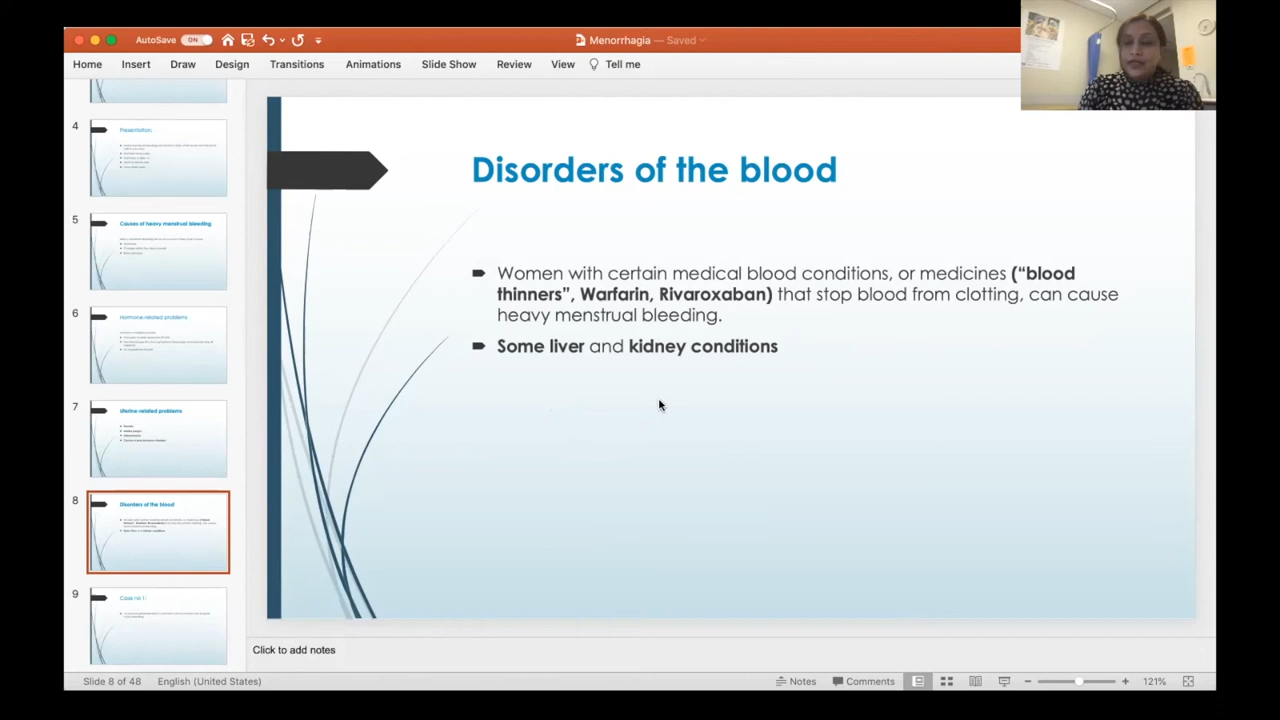 AutoSave ON
Menorrhagia — Saved
Home Insert Draw Design Transitions Animations Slide Show Review View Tell me
4
Presentation:
5
Causes of heavy menstrual bleeding
6
Hormone-related problems
7
Uterine-related problems
8
Disorders of the blood
9
Case no 1:
Disorders of the blood
Women with certain medical blood conditions, or medicines (“blood
thinners”, Warfarin, Rivaroxaban) that stop blood from clotting, can cause
heavy menstrual bleeding.
Some liver and kidney conditions
Click to add notes
Slide 8 of 48 English (United States) Notes Comments 121%